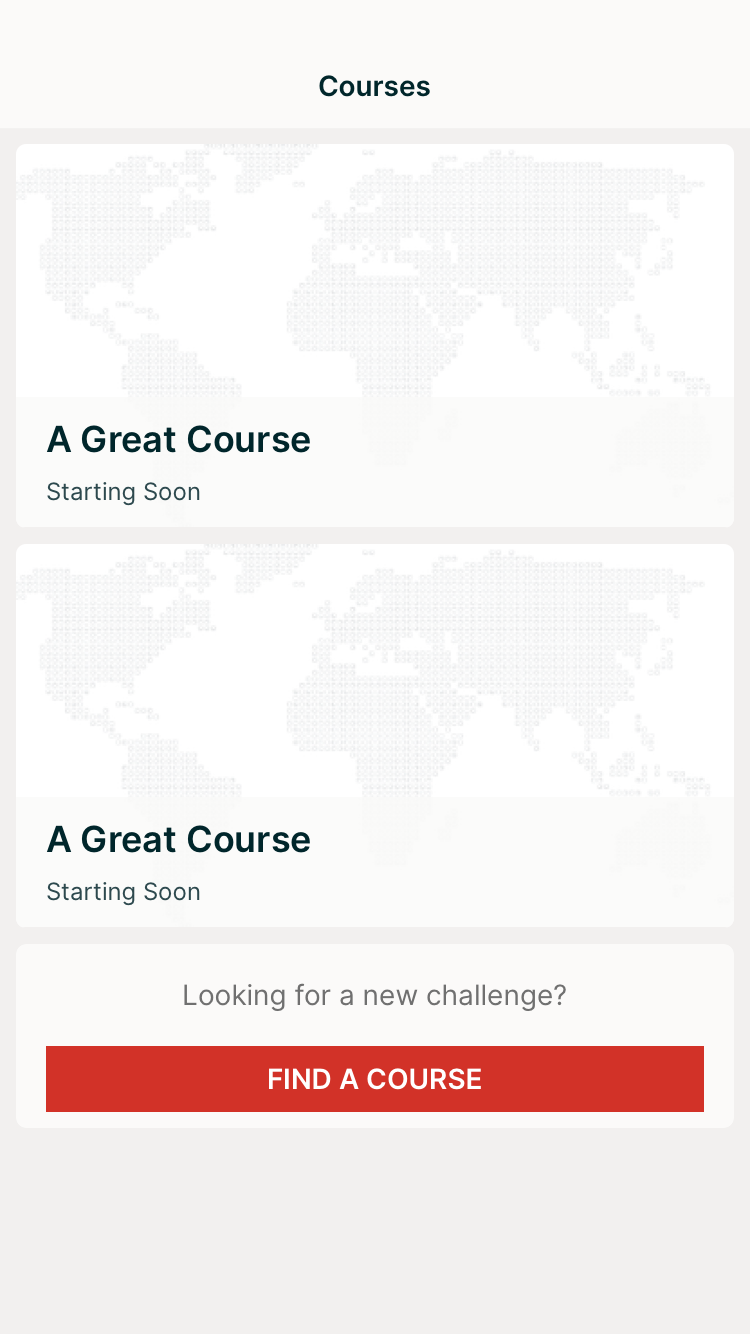 Courses
A Great Course
Starting Soon
A Great Course
Starting Soon
Looking for a new challenge?
FIND A COURSE